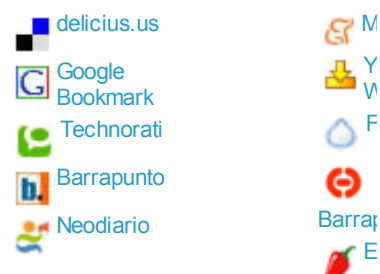 delicius.us
Google
Bookmark
Technorati
Barrapunto
Neodiario
M
Y
W
F
Barrap
E